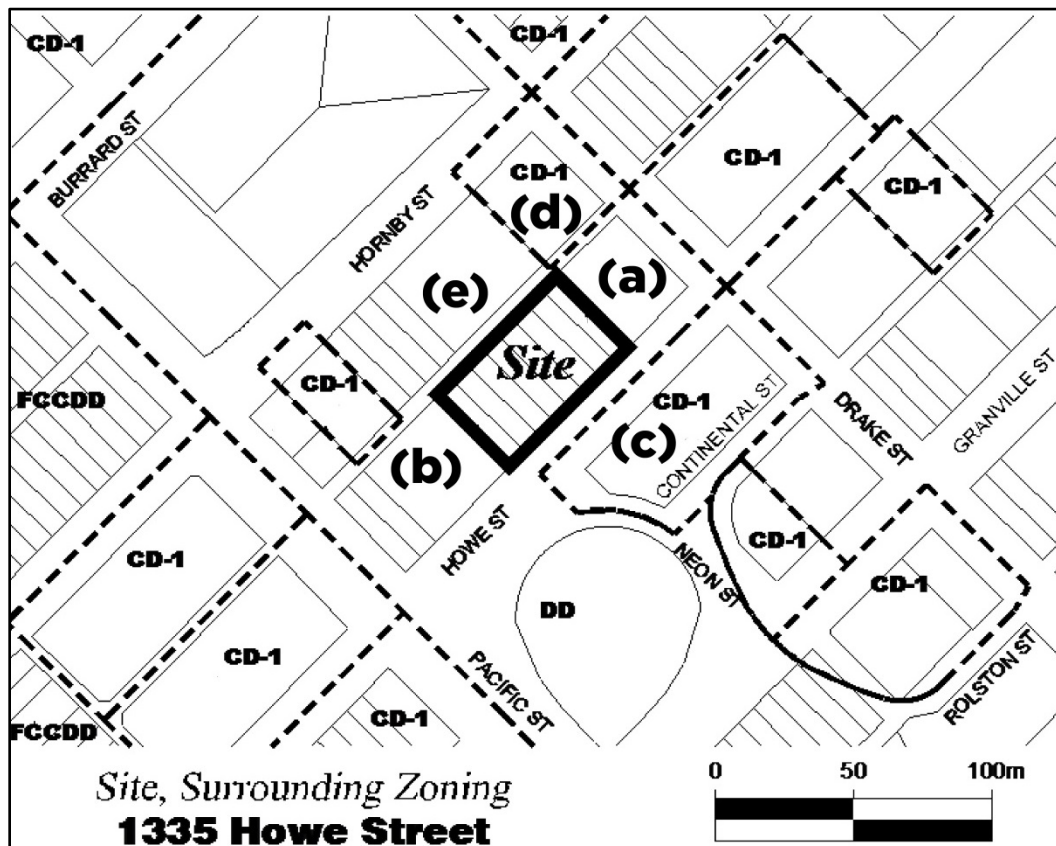 CD-1
CD-1
BURRARD ST
CD-1
CD-1
CD-1
HORNBY ST
(d)
(a)
(e)
Site
CD-1
CD-1
FCCDD
(b)
(c)
CONTINENTAL ST
DRAKE ST
GRANVILLE ST
HOWE ST
CD-1
NEON ST
CD-1
CD-1
DD
CD-1
PACIFIC ST
ROLSTON ST
CD-1
FCCDD
Site, Surrounding Zoning
1335 Howe Street
0 50 100m